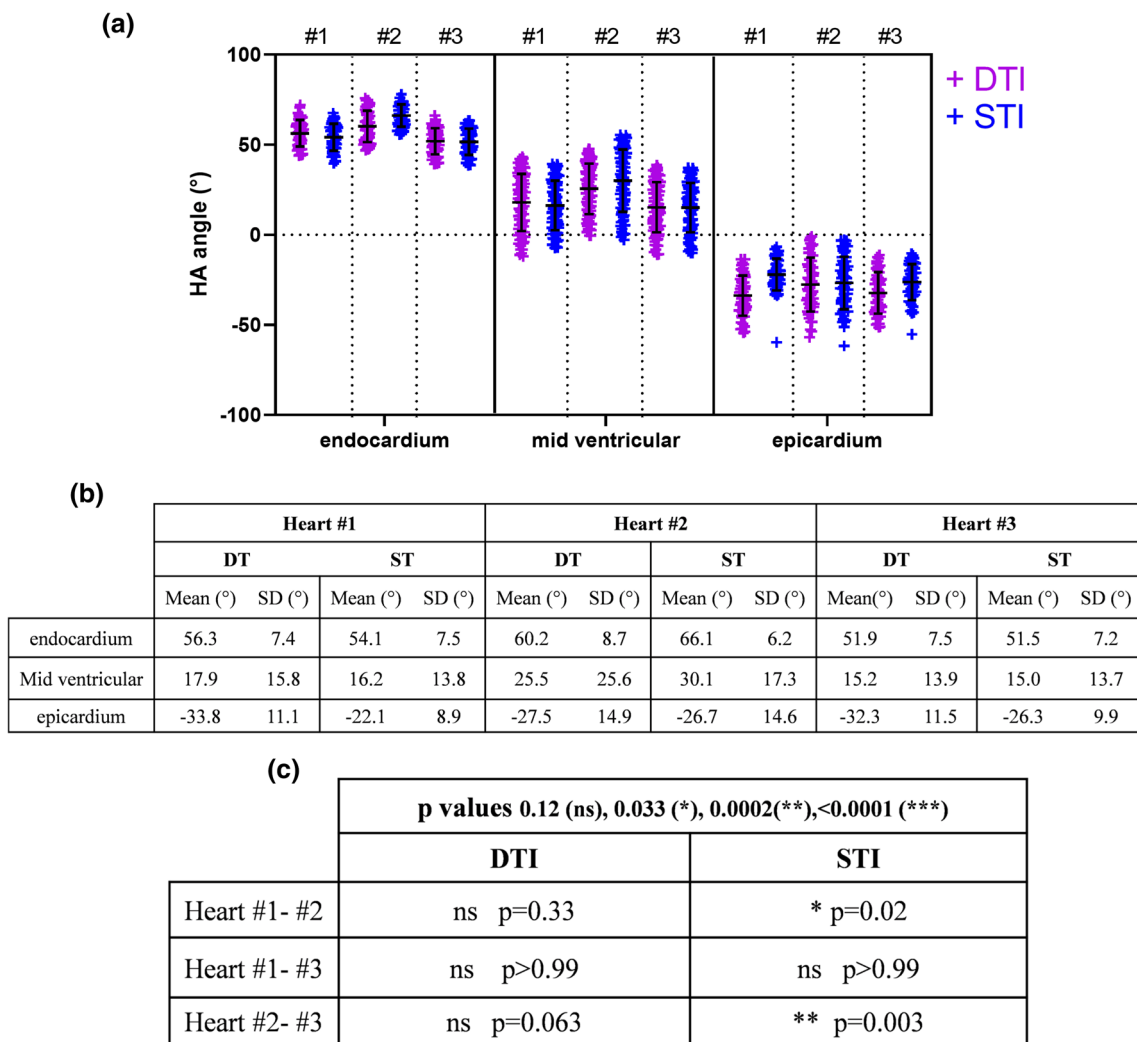 (a)
#1 #2 #3 #1 #2 #3 #1 #2 #3
100
50
0
-50
-100
HA angle (°)
+ DTI
+ STI
endocardium mid ventricular epicardium
(b)
Heart #1 Heart #2 Heart #3
DT ST DT ST DT ST
Mean (°) SD (°) Mean (°) SD (°) Mean (°) SD (°) Mean (°) SD (°) Mean(°) SD (°) Mean (°) SD (°)
endocardium 56.3 7.4 54.1 7.5 60.2 8.7 66.1 6.2 51.9 7.5 51.5 7.2
Mid ventricular 17.9 15.8 16.2 13.8 25.5 25.6 30.1 17.3 15.2 13.9 15.0 13.7
epicardium -33.8 11.1 -22.1 8.9 -27.5 14.9 -26.7 14.6 -32.3 11.5 -26.3 9.9
(c)
p values 0.12 (ns), 0.033 (*), 0.0002(**),<0.0001 (***)
DTI STI
Heart #1- #2 ns p=0.33 * p=0.02
Heart #1- #3 ns p>0.99 ns p>0.99
Heart #2- #3 ns p=0.063 ** p=0.003